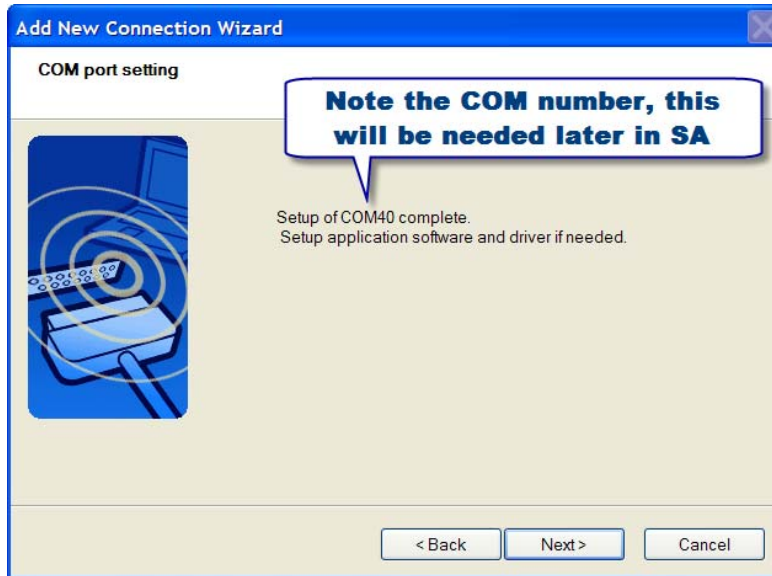 Add New Connection Wizard
COM port setting
Note the COM number, this
will be needed later in SA
Setup of COM40 complete.
Setup application software and driver if needed.
< Back
Next >
Cancel